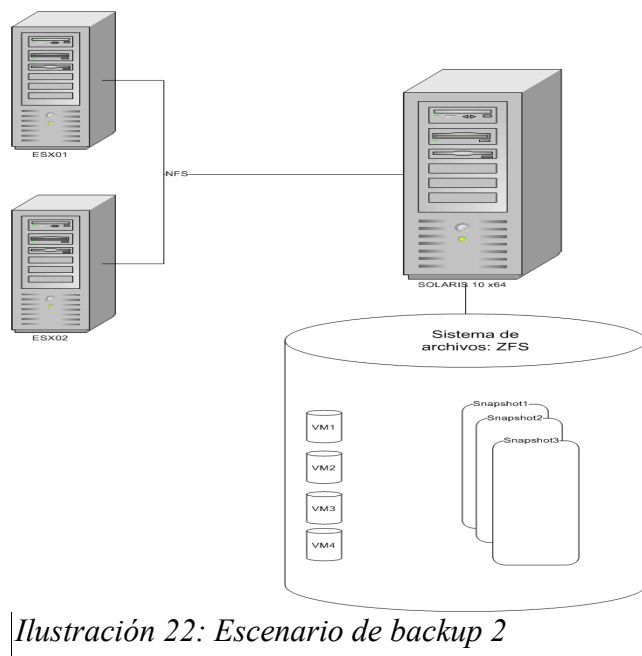 ESX01
NFS
ESX02
SOLARIS 10 x64
Sistema de
archivos: ZFS
Snapshot1
Snapshot2
Snapshot3
VM1
VM2
VM3
VM4
Ilustración 22: Escenario de backup 2